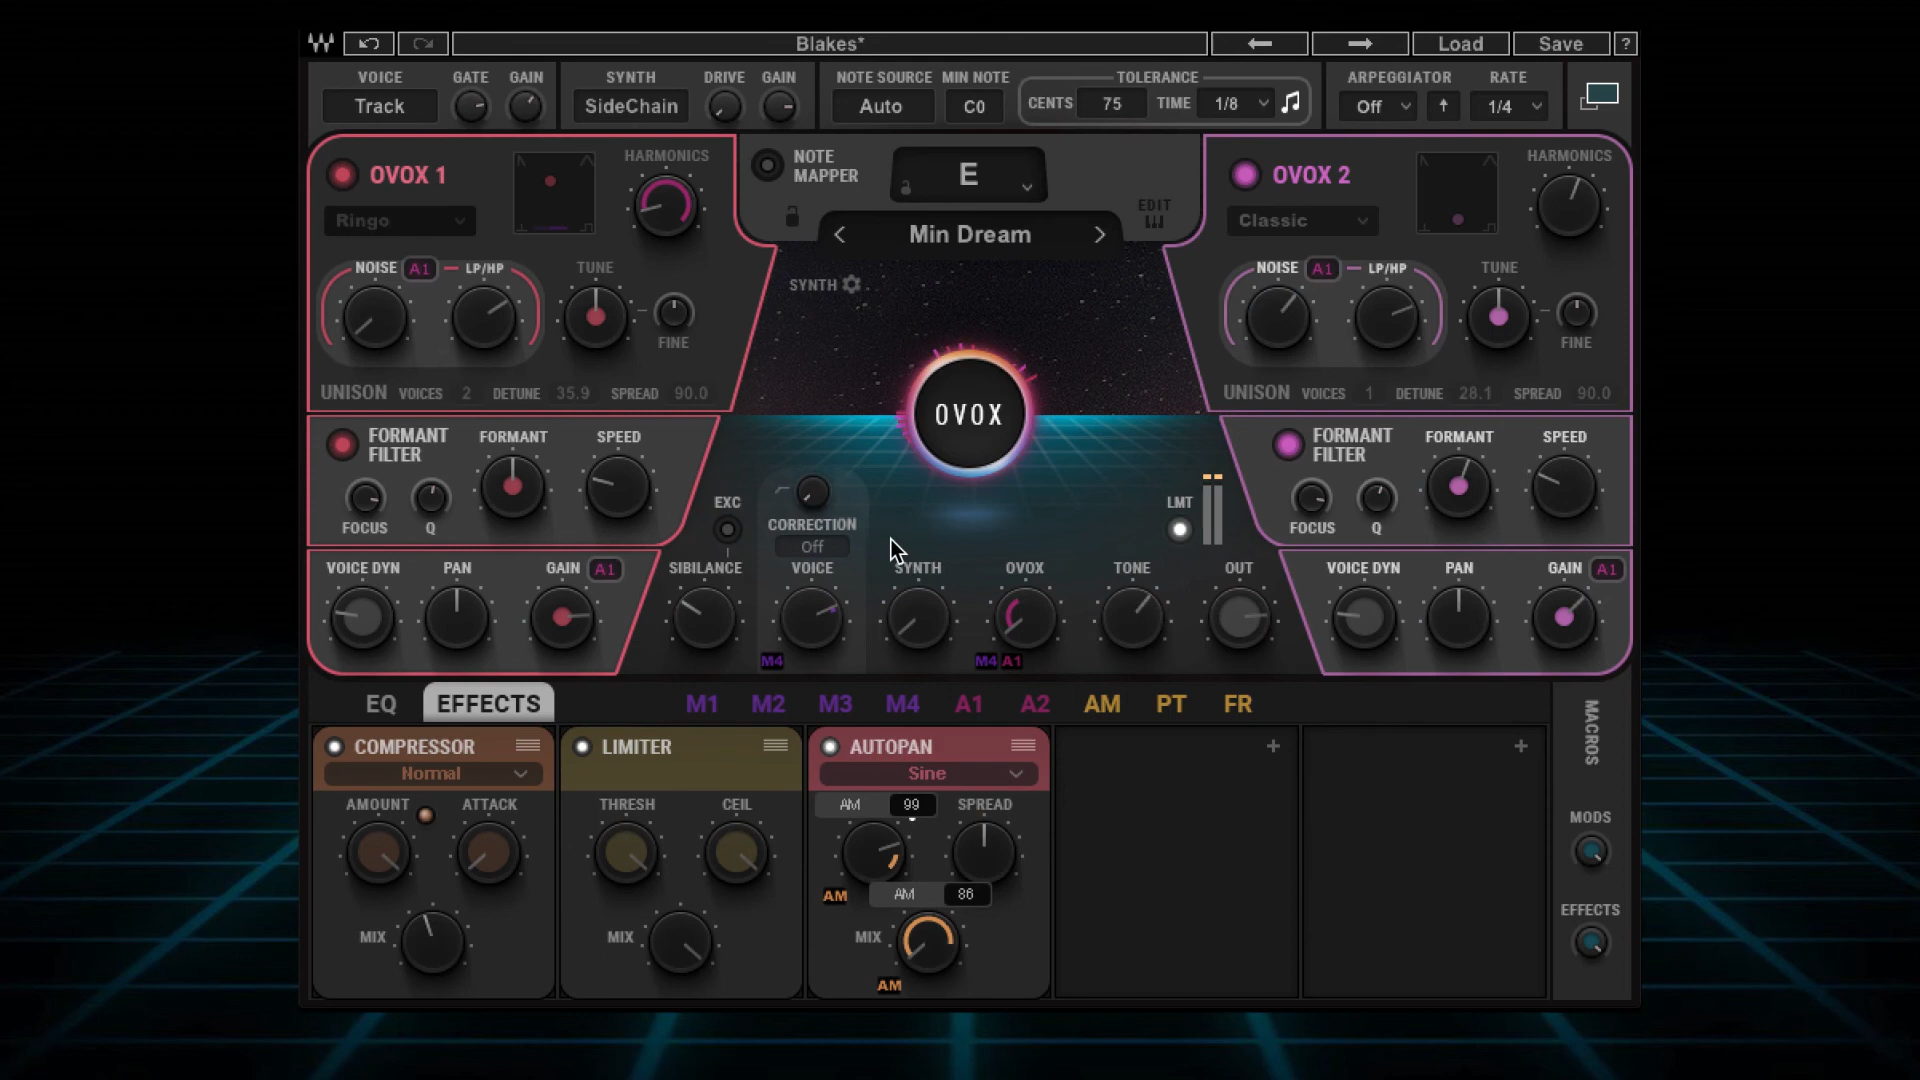 Blakes*
Load
Save
?
VOICE
GATE
GAIN
Track
SYNTH
DRIVE
GAIN
SideChain
NOTE SOURCE
MIN NOTE
Auto
C0
TOLERANCE
CENTS
75
TIME
1/8
ARPEGGIATOR
RATE
Off
1/4
OVOX 1
Ringo
HARMONICS
NOISE
A1
LP/HP
TUNE
FINE
UNISON
VOICES
2
DETUNE
35.9
SPREAD
90.0
NOTE
MAPPER
E
EDIT
Min Dream
SYNTH
OVOX
OVOX 2
Classic
HARMONICS
NOISE
A1
LP/HP
TUNE
FINE
UNISON
VOICES
1
DETUNE
28.1
SPREAD
90.0
FORMANT
FILTER
FORMANT
SPEED
FOCUS
Q
EXC
CORRECTION
Off
LMT
FORMANT
FILTER
FORMANT
SPEED
FOCUS
Q
VOICE DYN
PAN
GAIN
A1
SIBILANCE
VOICE
M4
SYNTH
OVOX
M4
A1
TONE
OUT
VOICE DYN
PAN
GAIN
A1
EQ
EFFECTS
M1
M2
M3
M4
A1
A2
AM
PT
FR
MACROS
COMPRESSOR
Normal
AMOUNT
ATTACK
MIX
LIMITER
THRESH
CEIL
MIX
AUTOPAN
Sine
AM
99
SPREAD
AM
AM
86
MIX
AM
MODS
EFFECTS